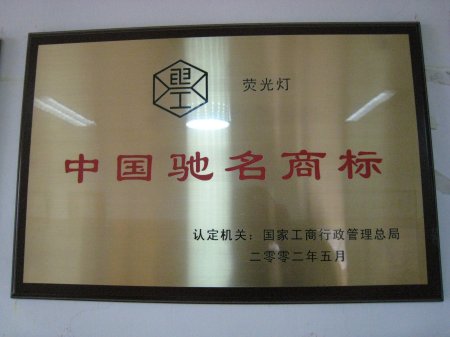 荧光灯
中国驰名商标
认定机关：国家工商行政管理总局
二零零二年五月